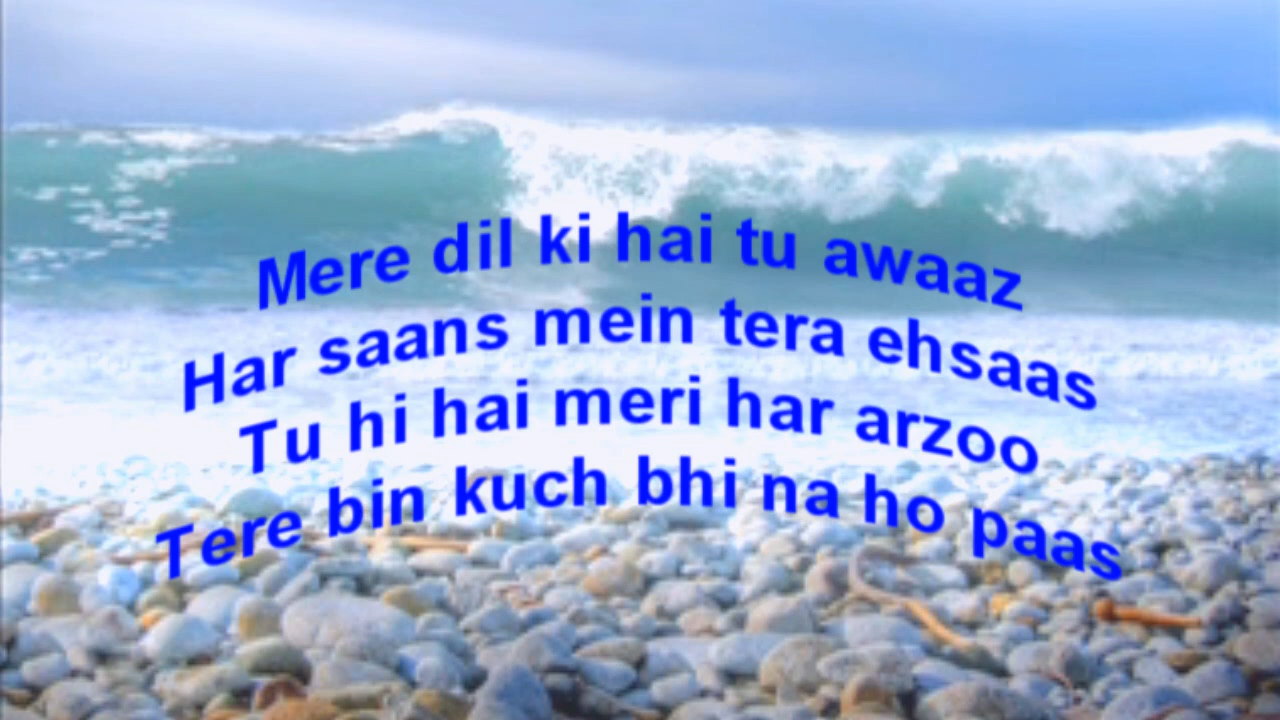 Mere dil ki hai tu awaaz
Har saans mein tera ehsaas
Tu hi hai meri har arzoo
Tere bin kuch bhi na ho paas